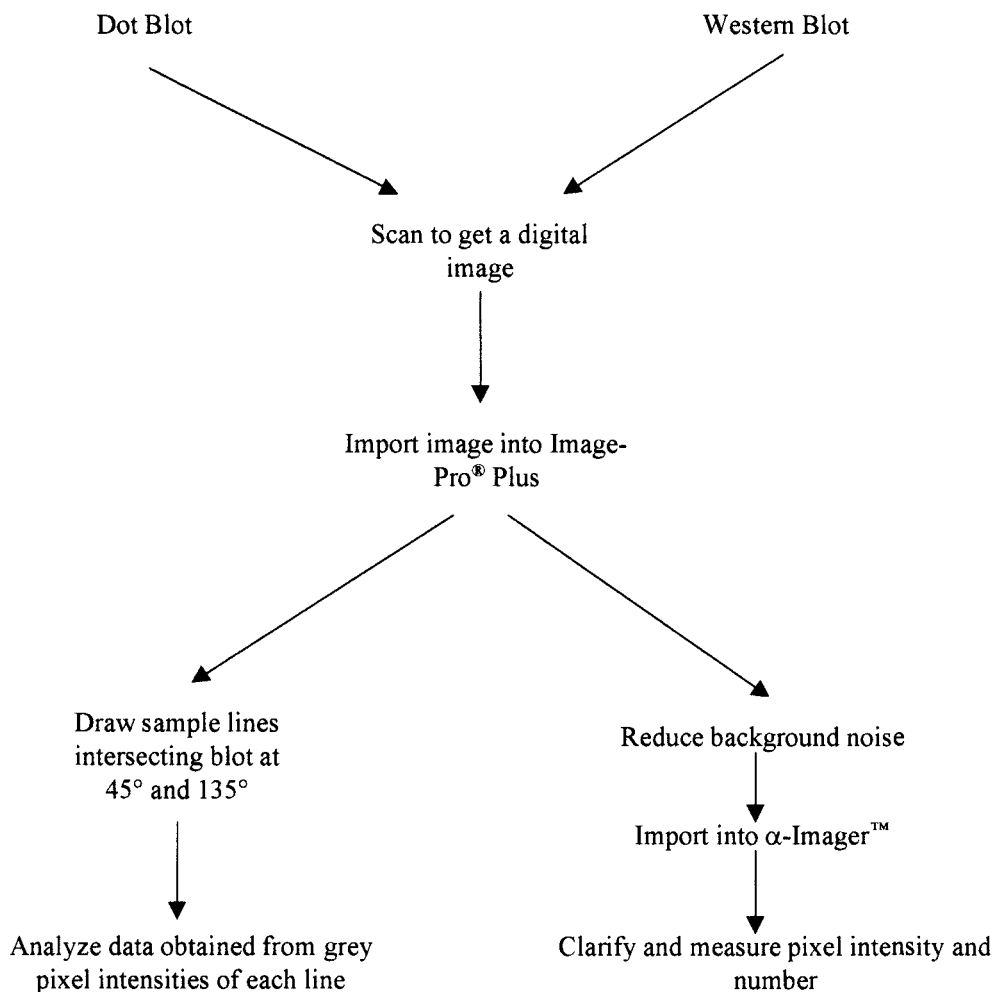 Dot Blot
Western Blot
Scan to get a digital
image
Import image into Image-
Pro® Plus
Draw sample lines
intersecting blot at
45° and 135°
Analyze data obtained from grey
pixel intensities of each line
Reduce background noise
Import into α-Imager™
Clarify and measure pixel intensity and
number